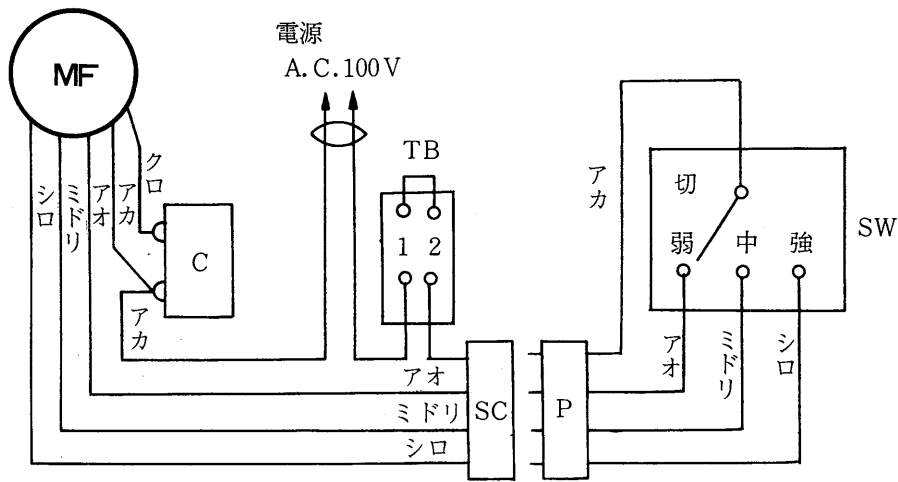 電源
A.C.100V
MF
TB
クロ
アカ
アオ
ミドリ
シロ
C
アカ
1 2
アカ
切
弱 中 強
SW
アオ
ミドリ
シロ
SC
P
アオ
ミドリ
シロ